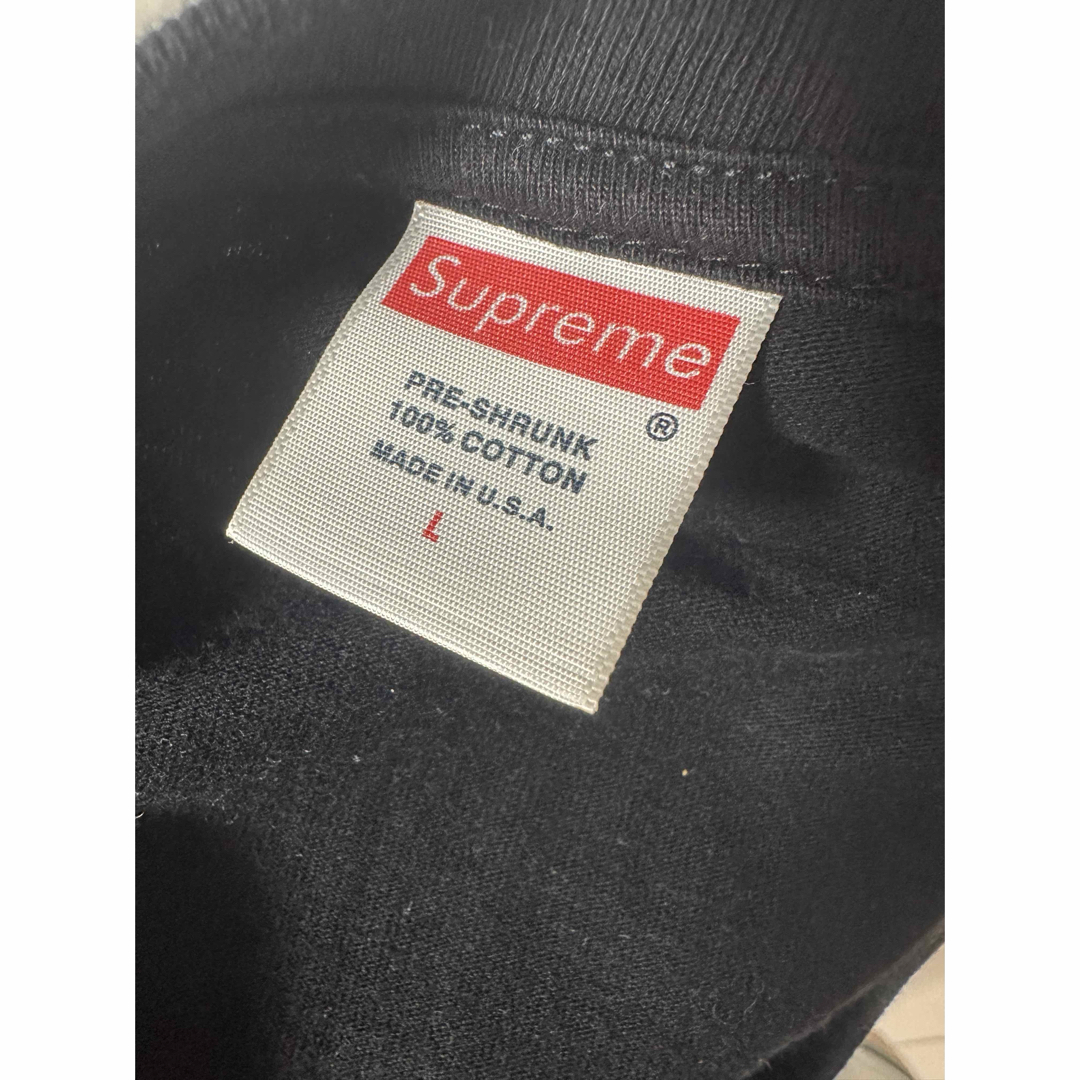 Supreme
®
PRE-SHRUNK
100% COTTON
MADE IN U.S.A.
L